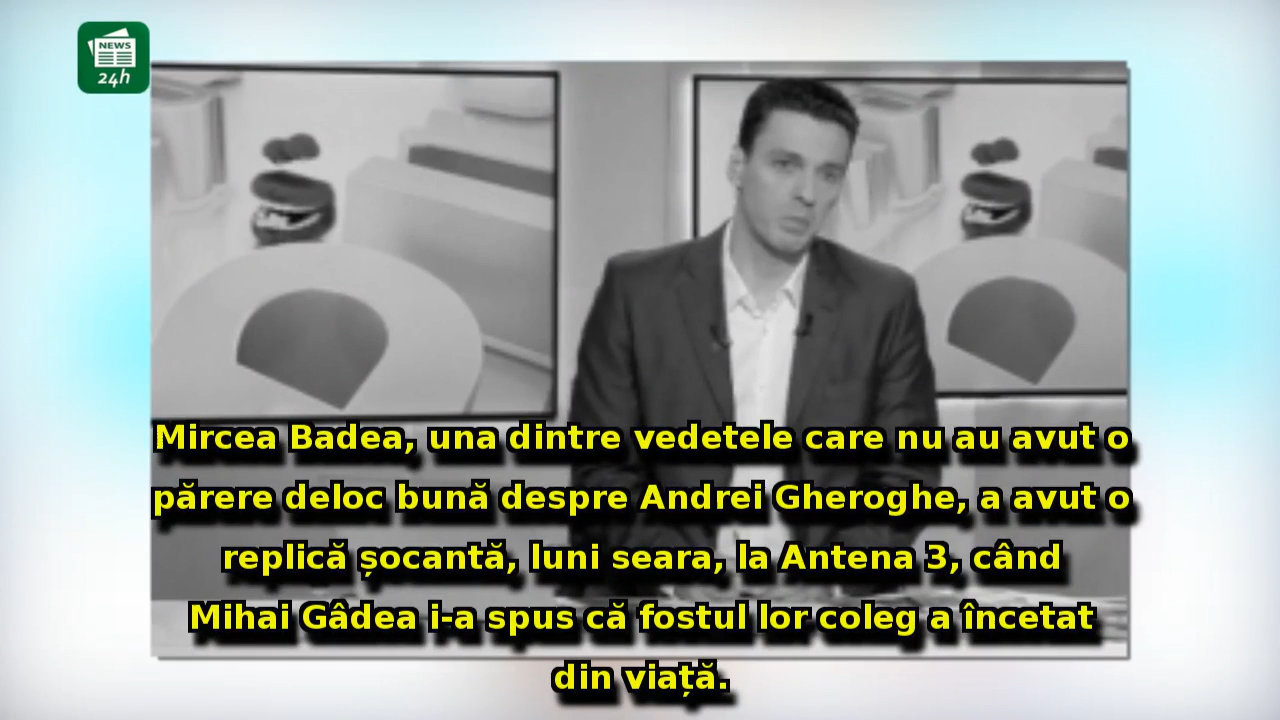 NEWS
24h
Mircea Badea, una dintre vedetele care nu au avut o
părere deloc bună despre Andrei Gheroghe, a avut o
replică șocantă, luni seara, la Antena 3, când
Mihai Gâdea i-a spus că fostul lor coleg a încetat
din viață.